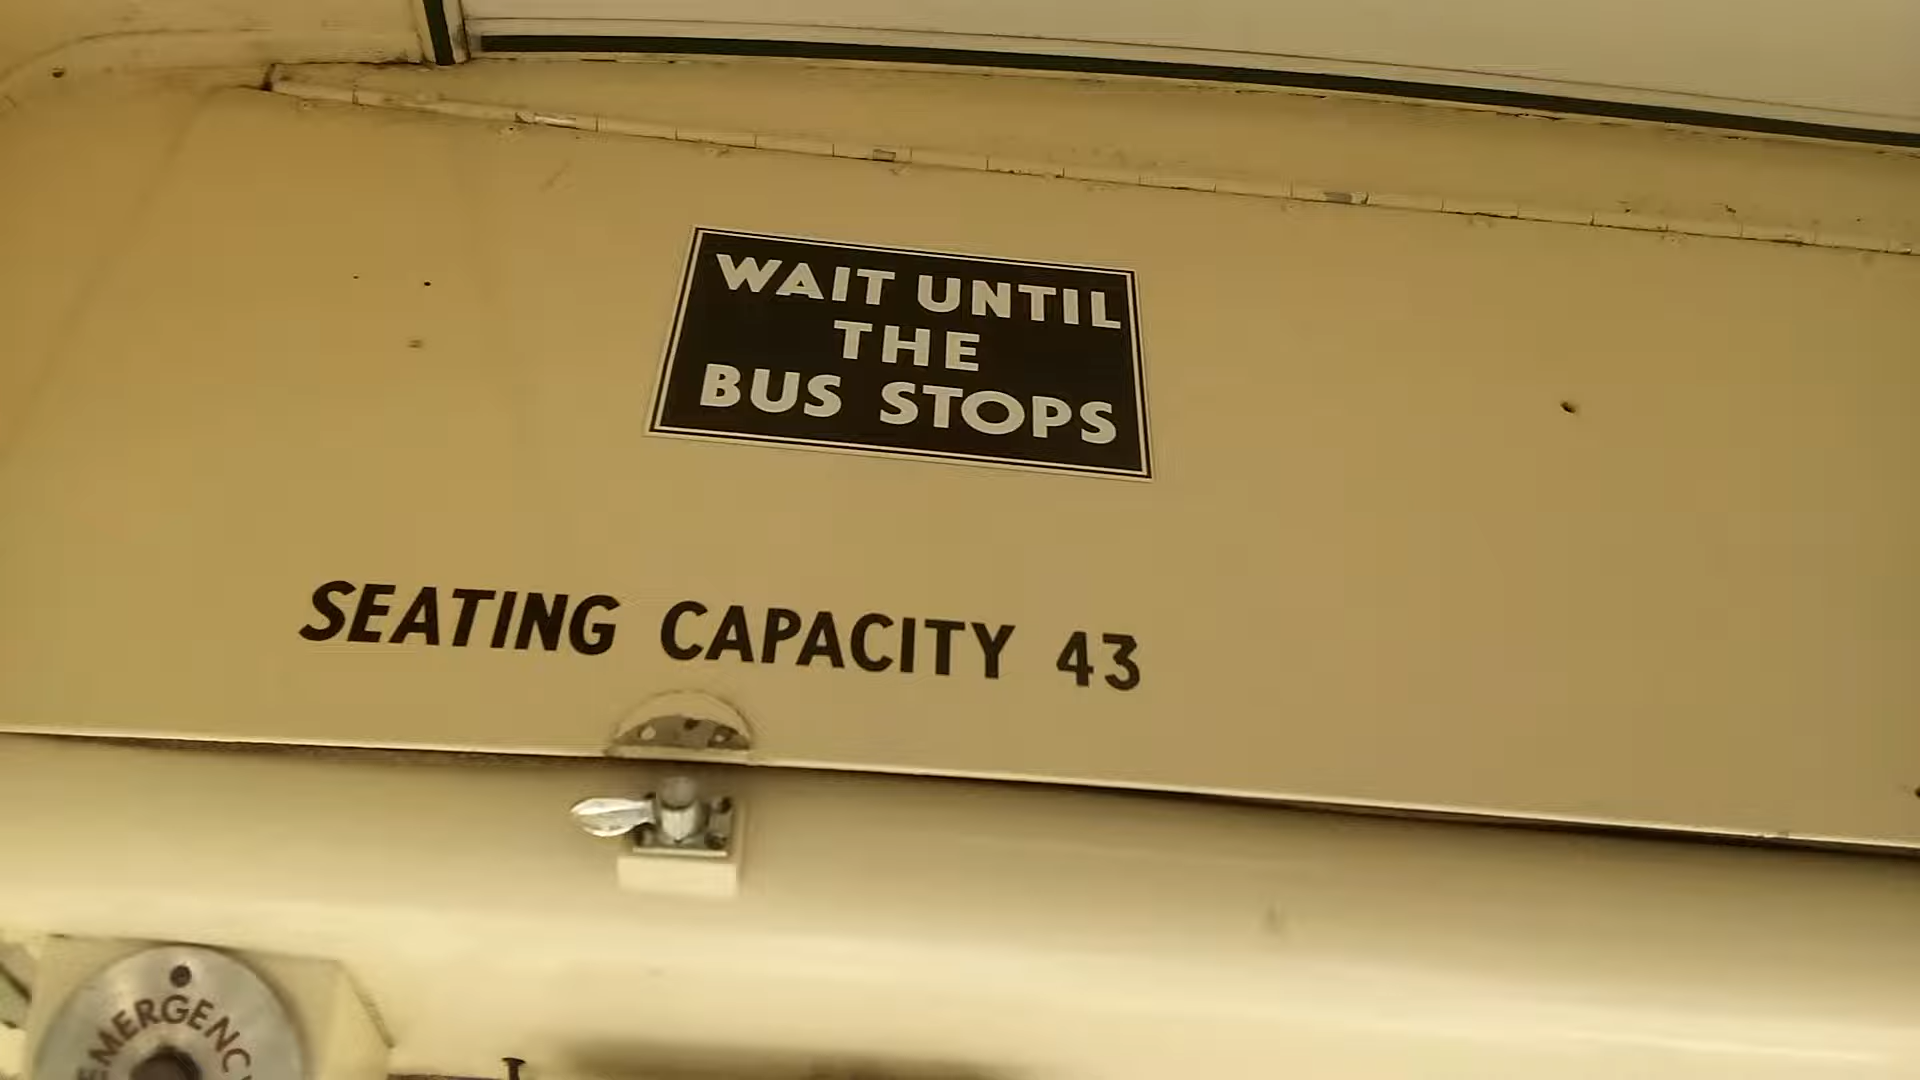 WAIT UNTIL
THE
BUS STOPS
SEATING CAPACITY 43
EMERGENCY